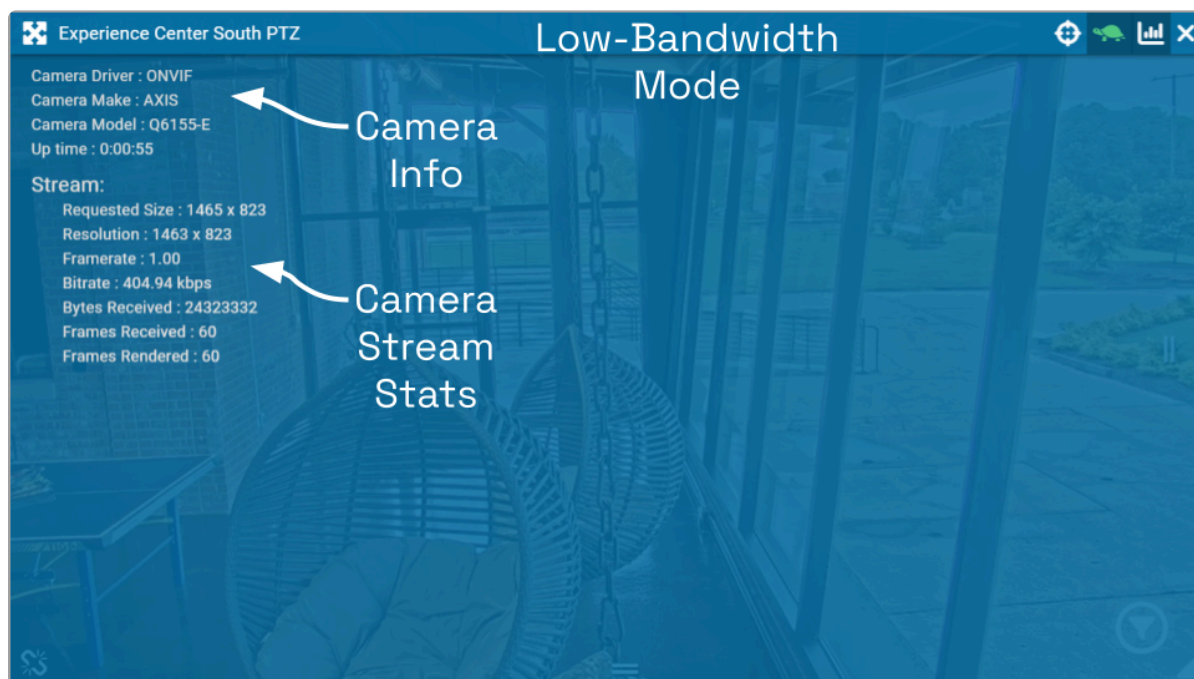 Experience Center South PTZ
Low-Bandwidth
Mode
Camera Driver : ONVIF
Camera Make : AXIS
Camera Model : Q6155-E
Up time : 0:00:55
Camera
Info
Stream:
Requested Size : 1465 x 823
Resolution : 1463 x 823
Framerate : 1.00
Bitrate : 404.94 kbps
Bytes Received : 24323332
Frames Received : 60
Frames Rendered : 60
Camera
Stream
Stats